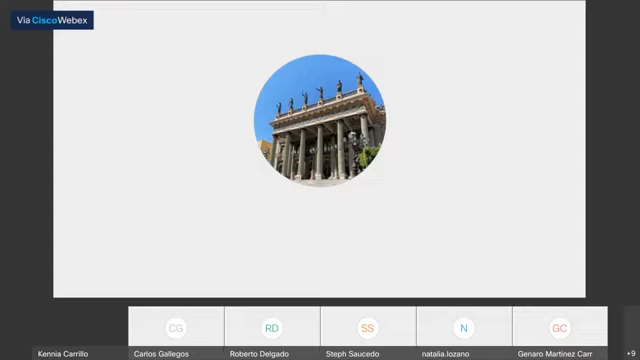 Via CiscoWebex
CG
RD
SS
N
GC
Kennia Carrillo
Carlos Gallegos
Roberto Delgado
Steph Saucedo
natalia.lozano
Genaro Martinez Carr
+9